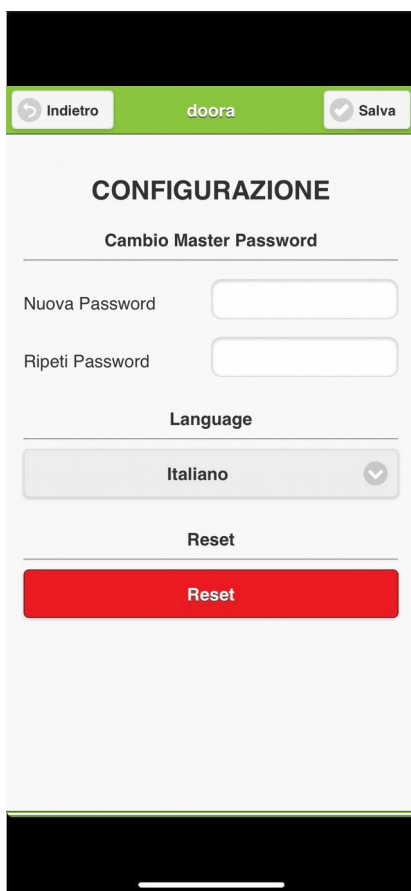 Indietro
doora
Salva
CONFIGURAZIONE
Cambio Master Password
Nuova Password
Ripeti Password
Language
Italiano
Reset
Reset